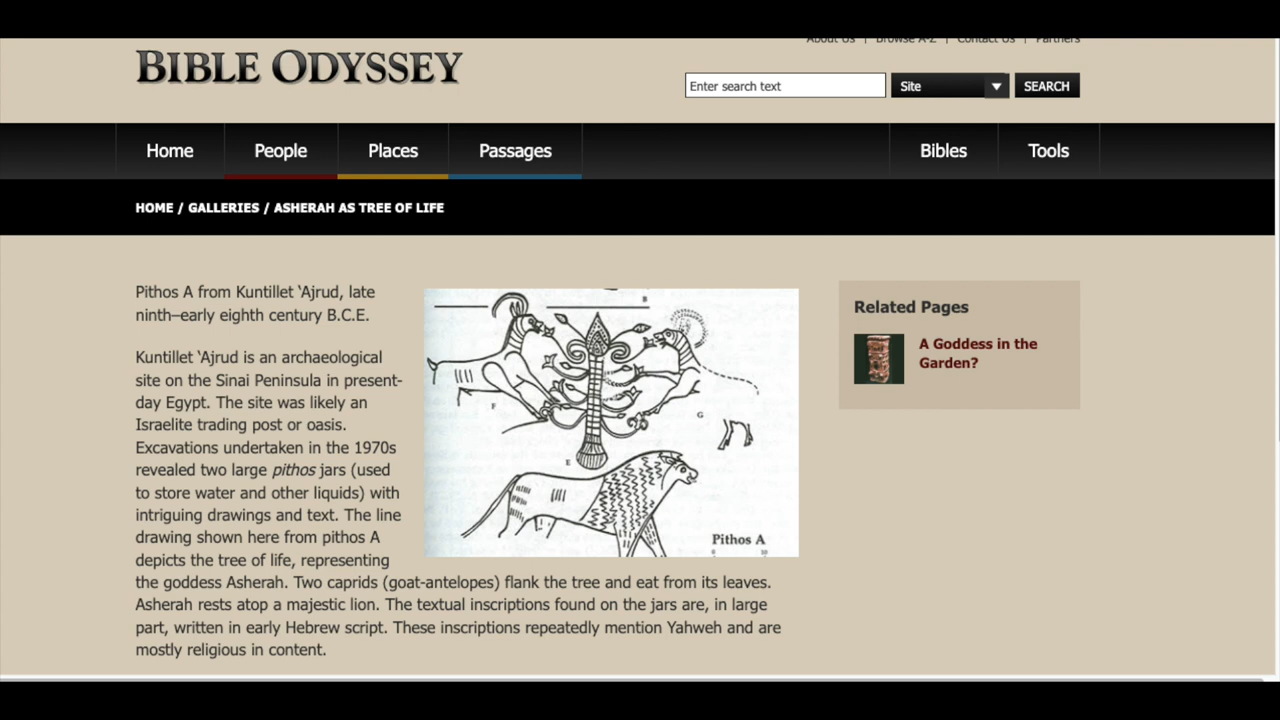 About Us | Browse A-Z | Contact Us | Partners
BIBLE ODYSSEY
Enter search text
Site
SEARCH
Home
People
Places
Passages
Bibles
Tools
HOME / GALLERIES / ASHERAH AS TREE OF LIFE
Pithos A from Kuntillet ‘Ajrud, late
ninth–early eighth century B.C.E.
Kuntillet ‘Ajrud is an archaeological
site on the Sinai Peninsula in present-
day Egypt. The site was likely an
Israelite trading post or oasis.
Excavations undertaken in the 1970s
revealed two large pithos jars (used
to store water and other liquids) with
intriguing drawings and text. The line
drawing shown here from pithos A
depicts the tree of life, representing
the goddess Asherah. Two caprids (goat-antelopes) flank the tree and eat from its leaves.
Asherah rests atop a majestic lion. The textual inscriptions found on the jars are, in large
part, written in early Hebrew script. These inscriptions repeatedly mention Yahweh and are
mostly religious in content.
B
F
G
E
Pithos A
0 10
Related Pages
A Goddess in the
Garden?